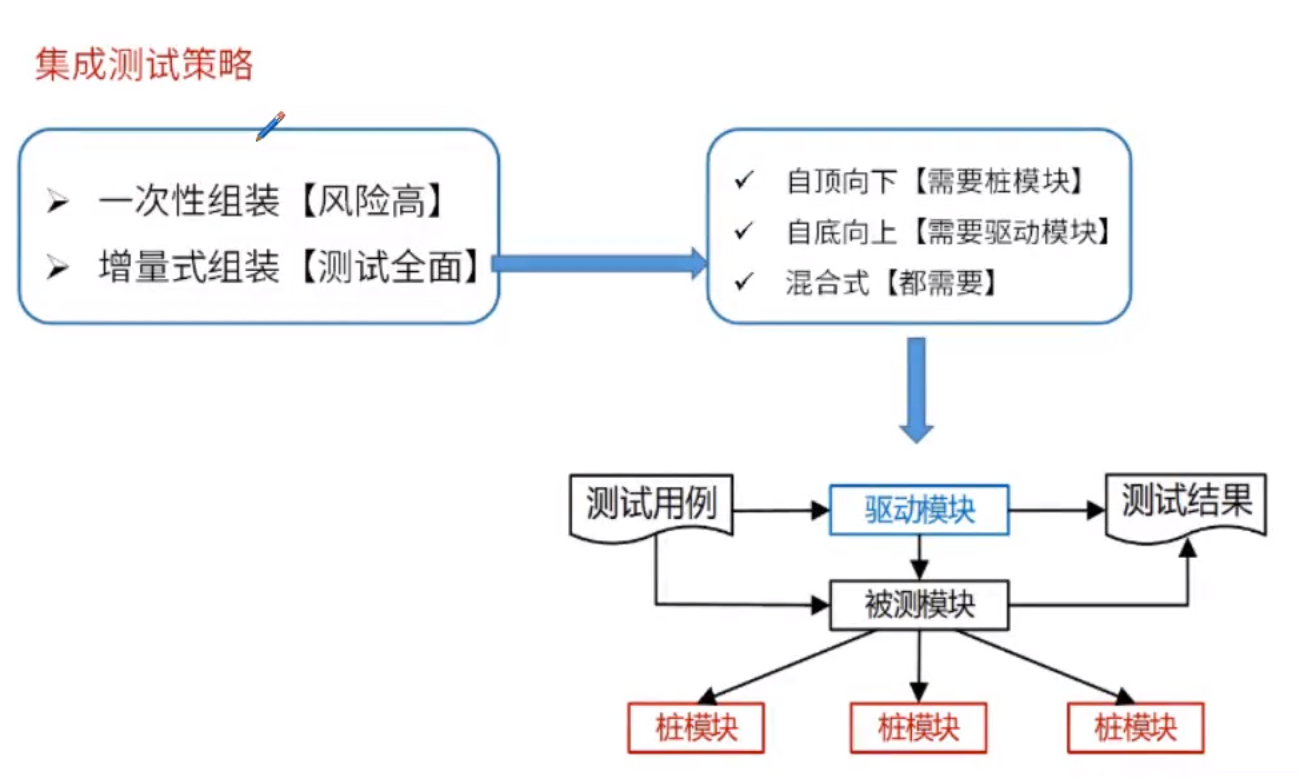 集成测试策略
➢ 一次性组装【风险高】
➢ 增量式组装【测试全面】
✓ 自顶向下【需要桩模块】
✓ 自底向上【需要驱动模块】
✓ 混合式【都需要】
测试用例
驱动模块
测试结果
被测模块
桩模块
桩模块
桩模块